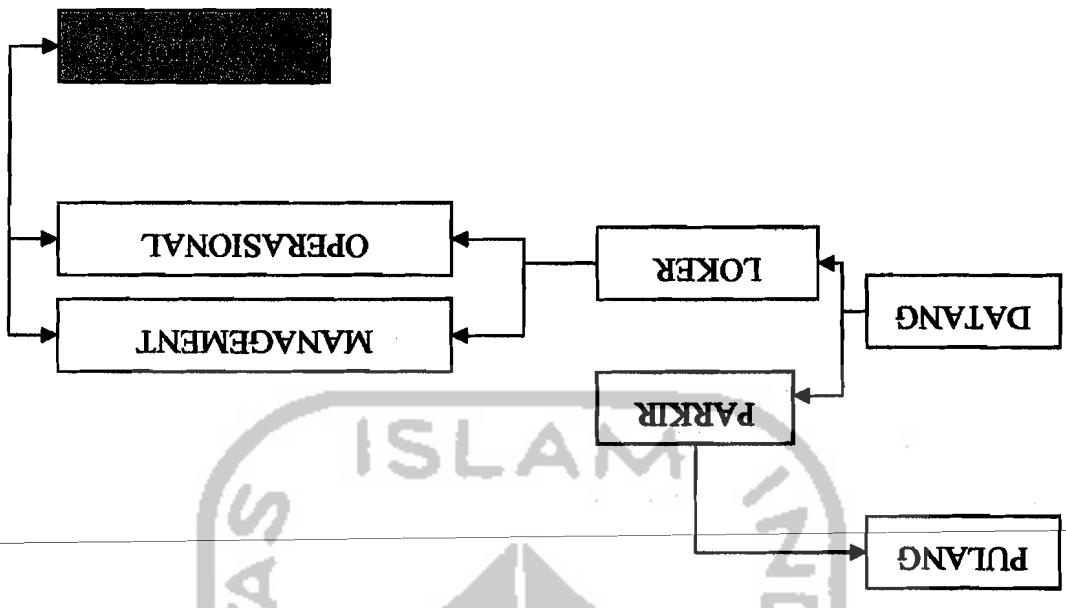 PULANG
PARKIR
DATANG
LOKER
MANAGEMENT
OPERASIONAL
ISLAM